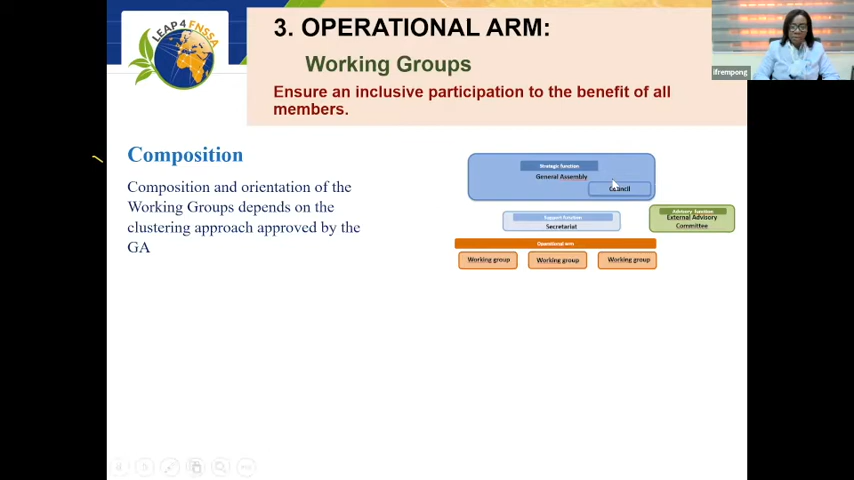 LEAP 4 FNSSA
3. OPERATIONAL ARM:
Working Groups
Ensure an inclusive participation to the benefit of all
members.
ifrempong
Composition
Composition and orientation of the
Working Groups depends on the
clustering approach approved by the
GA
Strategic function
General Assembly
Council
Support function
Secretariat
Advisory function
External Advisory
Committee
Operational arm
Working group
Working group
Working group